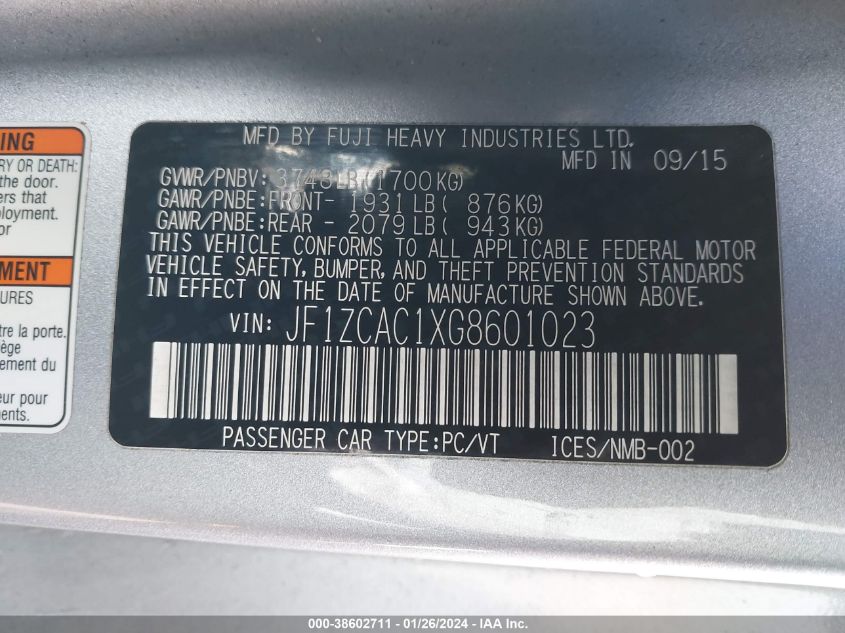 ING
RY OR DEATH:
n the door.
ers that
ployment.
or
MENT
URES
tre la porte.
iège
lement du
eur pour
ments.
MFD BY FUJI HEAVY INDUSTRIES LTD.
MFD IN 09/15
GVWR/PNBV: 3748LB(1700KG)
GAWR/PNBE:FRONT- 1931LB( 876KG)
GAWR/PNBE:REAR - 2079LB( 943KG)
THIS VEHICLE CONFORMS TO ALL APPLICABLE FEDERAL MOTOR
VEHICLE SAFETY, BUMPER, AND THEFT PREVENTION STANDARDS
IN EFFECT ON THE DATE OF MANUFACTURE SHOWN ABOVE.
VIN: JF1ZCAC1XG8601023
PASSENGER CAR TYPE:PC/VT ICES/NMB-002
000-38602711 - 01/26/2024 - IAA Inc.